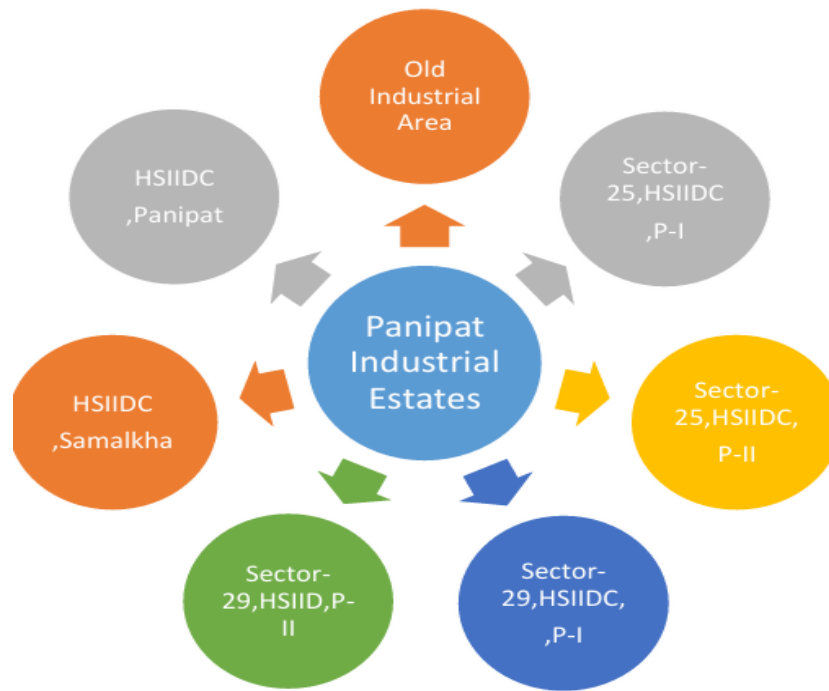 Old
Industrial
Area
Sector-
25,HSIIDC
,P-I
Sector-
25,HSIIDC,
P-II
Sector-
29,HSIIDC,
,P-I
Sector-
29,HSIID,P-
II
HSIIDC
,Samalkha
HSIIDC
,Panipat
Panipat
Industrial
Estates